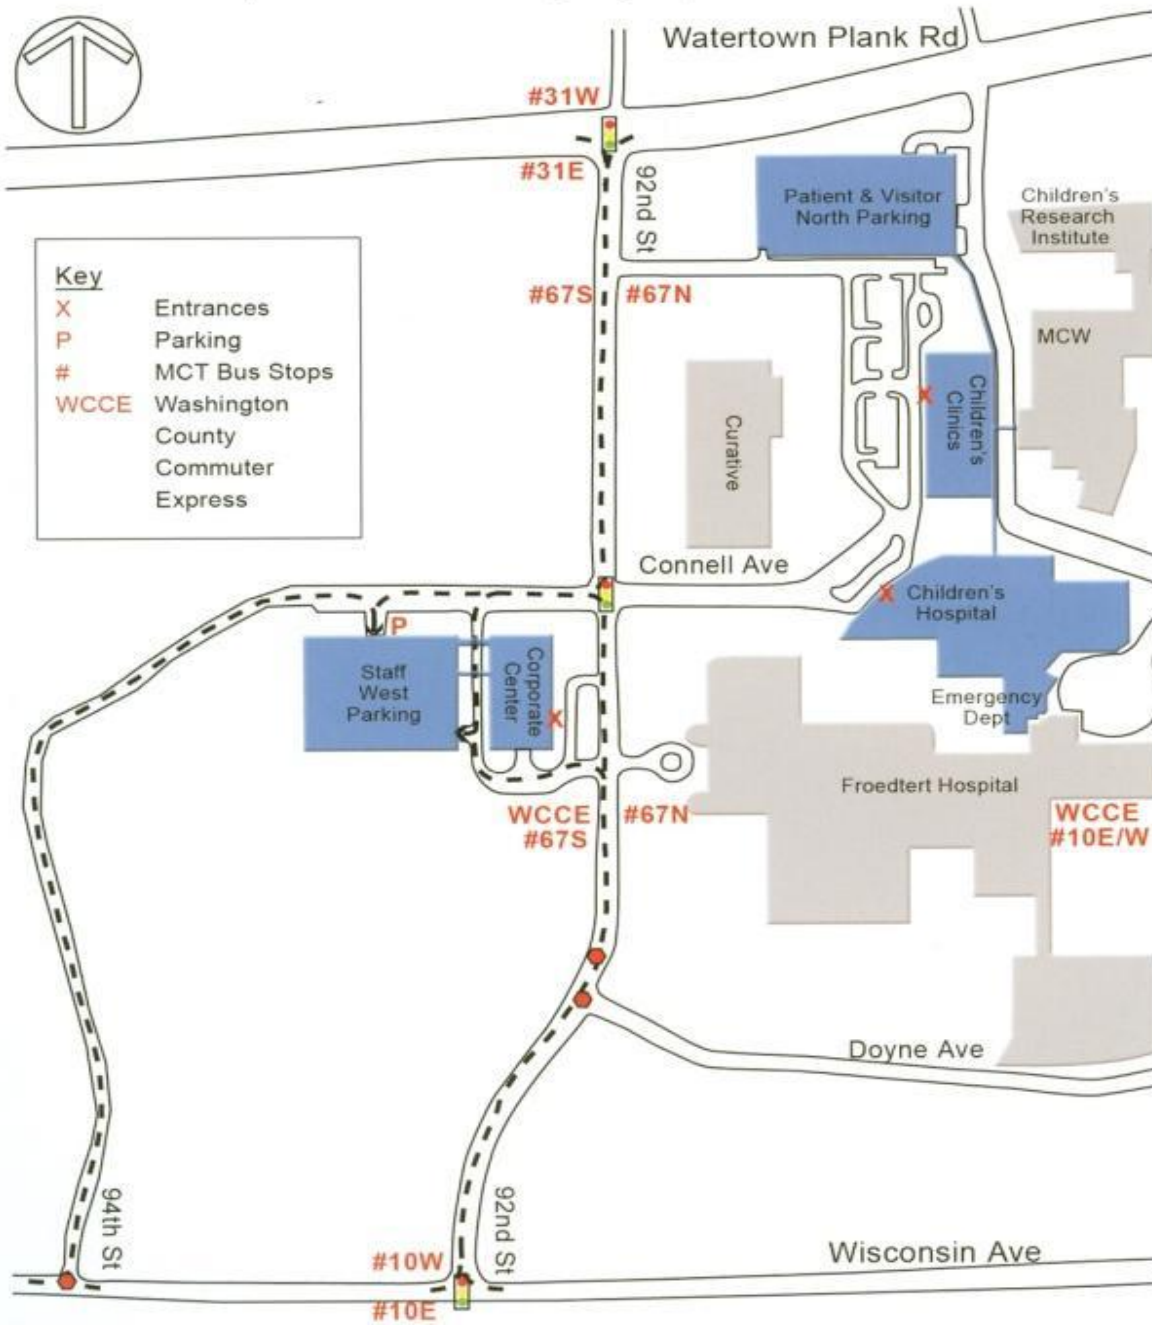 Watertown Plank Rd
#31W
#31E
92nd St
Patient & Visitor
North Parking
Children's
Research
Institute
Key
X Entrances
P Parking
# MCT Bus Stops
WCCE Washington
County
Commuter
Express
#67S
#67N
MCW
X
Children's
Clinics
Curative
Connell Ave
X
Children's
Hospital
P
Staff
West
Parking
Corporate
Center
X
Emergency
Dept
Froedtert Hospital
WCCE
#67S
#67N
WCCE
#10E/W
Doyne Ave
94th St
92nd St
#10W
#10E
Wisconsin Ave